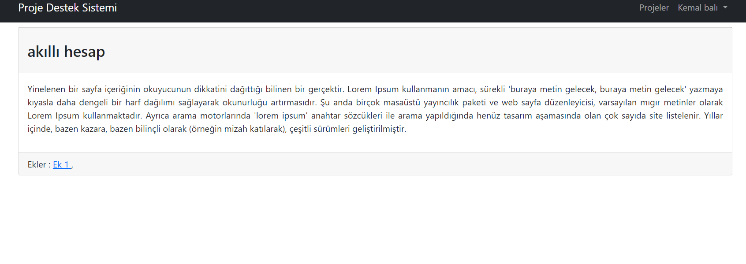 Proje Destek Sistemi
Projeler Kemal balı
akıllı hesap
Yinelenen bir sayfa içeriğinin okuyucunun dikkatini dağıttığı bilinen bir gerçektir. Lorem Ipsum kullanmanın amacı, sürekli 'buraya metin gelecek, buraya metin gelecek' yazmaya
kıyasla daha dengeli bir harf dağılımı sağlayarak okunurluğu artırmasıdır. Şu anda birçok masaüstü yayıncılık paketi ve web sayfa düzenleyicisi, varsayılan mıgır metinler olarak
Lorem Ipsum kullanmaktadır. Ayrıca arama motorlarında 'lorem ipsum' anahtar sözcükleri ile arama yapıldığında henüz tasarım aşamasında olan çok sayıda site listelenir. Yıllar
içinde, bazen kazara, bazen bilinçli olarak (örneğin mizah katılarak), çeşitli sürümleri geliştirilmiştir.
Ekler : Ek 1 ,